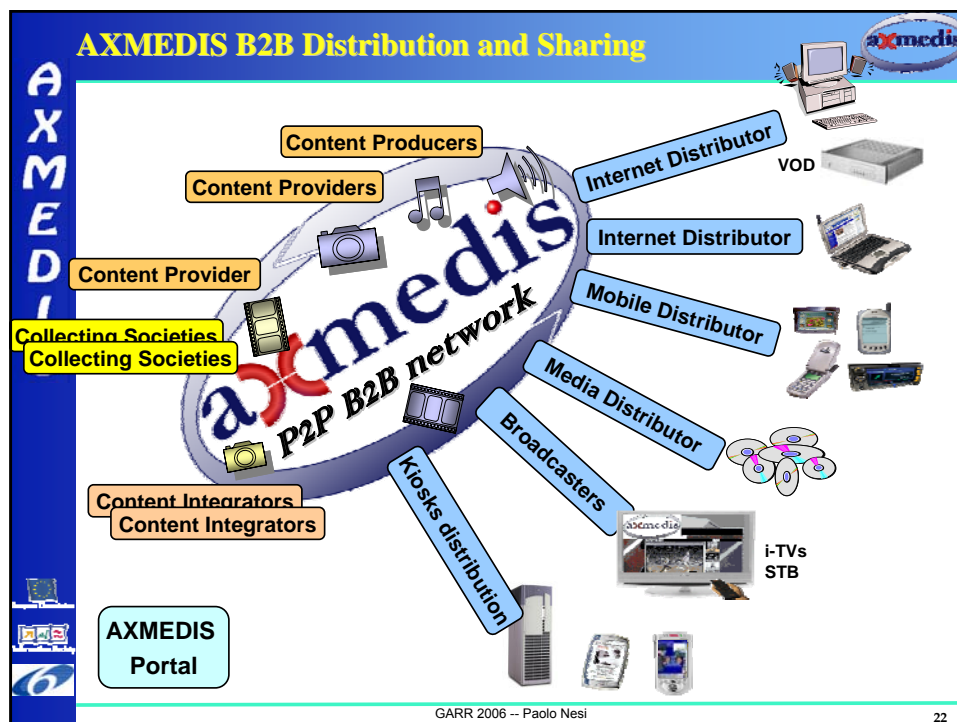 AXMEDIS B2B Distribution and Sharing
axmedis
AXMEDI
Content Producers
Content Providers
Content Provider
Collecting Societies
Collecting Societies
Content Integrators
Content Integrators
axmedis
P2P B2B network
Internet Distributor
VOD
Internet Distributor
Mobile Distributor
Media Distributor
Broadcasters
Kiosks distribution
axmedis
i-TVs
STB
AXMEDIS
Portal
GARR 2006 -- Paolo Nesi
22